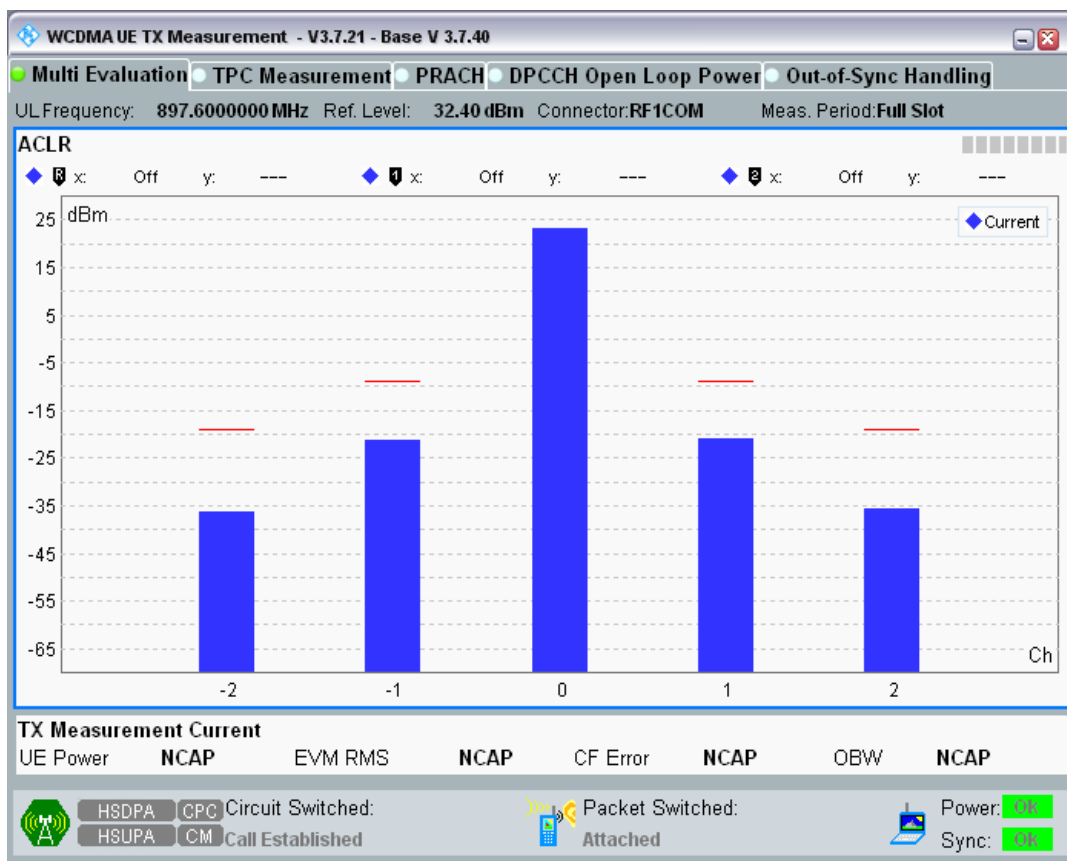 WCDMA UE TX Measurement - V3.7.21 - Base V 3.7.40
Multi Evaluation TPC Measurement PRACH DPCCH Open Loop Power Out-of-Sync Handling
UL Frequency: 897.6000000 MHz Ref. Level: 32.40 dBm Connector:RF1COM Meas. Period:Full Slot
ACLR
R x: Off y: --- 1 x: Off y: --- 2 x: Off y: ---
dBm
Current
25
15
5
-5
-15
-25
-35
-45
-55
-65
Ch
-2 -1 0 1 2
TX Measurement Current
UE Power NCAP EVM RMS NCAP CF Error NCAP OBW NCAP
HSDPA CPC Circuit Switched: Packet Switched: Power: Ok
HSUPA CM Call Established Attached Sync: Ok